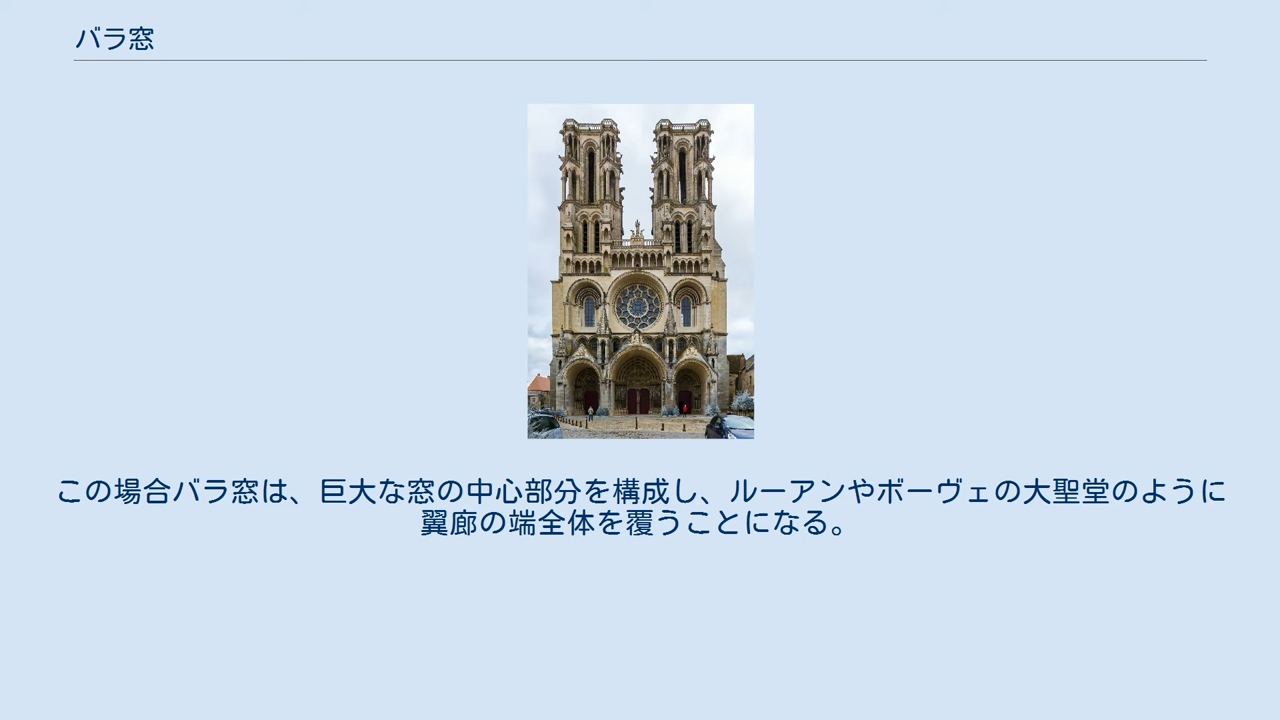 バラ窓
この場合バラ窓は、巨大な窓の中心部分を構成し、ルーアンやボーヴェの大聖堂のように
翼廊の端全体を覆うことになる。